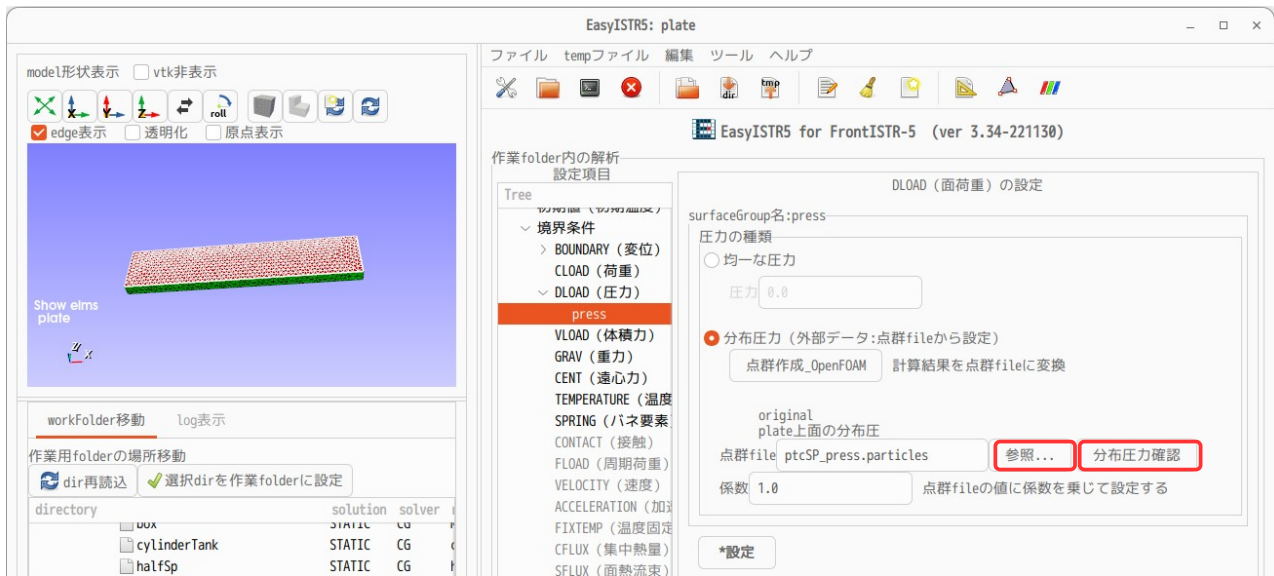 EasyISTR5: plate
model形状表示 vtk非表示
roll
edge表示 透明化 原点表示
Show elms
plate
workFolder移動 log表示
作業用folderの場所移動
dir再読込 選択dirを作業folderに設定
directory solution solver
box STATIC CG
cylinderTank STATIC CG
halfSp STATIC CG
ファイル tempファイル 編集 ツール ヘルプ
dir tmp
EasyISTR5 for FrontISTR-5 (ver 3.34-221130)
作業folder内の解析
設定項目
Tree
初期値（初期温度）
境界条件
BOUNDARY（変位）
CLOAD（荷重）
DLOAD（圧力）
press
VLOAD（体積力）
GRAV（重力）
CENT（遠心力）
TEMPERATURE（温度
SPRING（バネ要素
CONTACT（接触）
FLOAD（周期荷重）
VELOCITY（速度）
ACCELERATION（加速
FIXTEMP（温度固定
CFLUX（集中熱量）
SFLUX（面熱流束）
DLOAD（面荷重）の設定
surfaceGroup名:press
圧力の種類
均一な圧力
圧力 0.0
分布圧力（外部データ:点群fileから設定）
点群作成_OpenFOAM 計算結果を点群fileに変換
original
plate上面の分布圧
点群file ptcSP_press.particles 参照... 分布圧力確認
係数 1.0 点群fileの値に係数を乗じて設定する
*設定